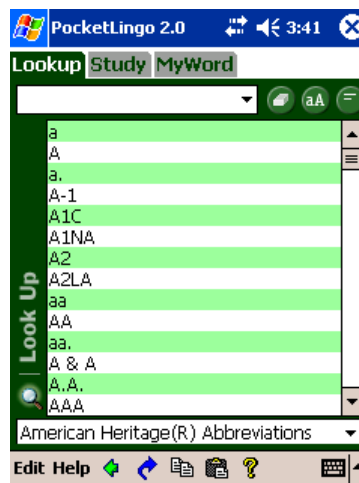 PocketLingo 2.0 3:41
Lookup Study MyWord
aA
a
A
a.
A-1
A1C
A1NA
A2
A2LA
aa
AA
aa.
A & A
A.A.
AAA
Look Up
American Heritage(R) Abbreviations
Edit Help